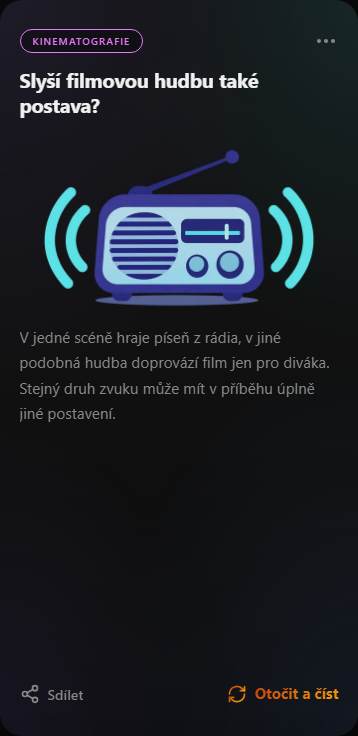 KINEMATOGRAFIE
Slyší filmovou hudbu také
postava?
V jedné scéně hraje píseň z rádia, v jiné
podobná hudba doprovází film jen pro diváka.
Stejný druh zvuku může mít v příběhu úplně
jiné postavení.
Sdílet
Otočit a číst